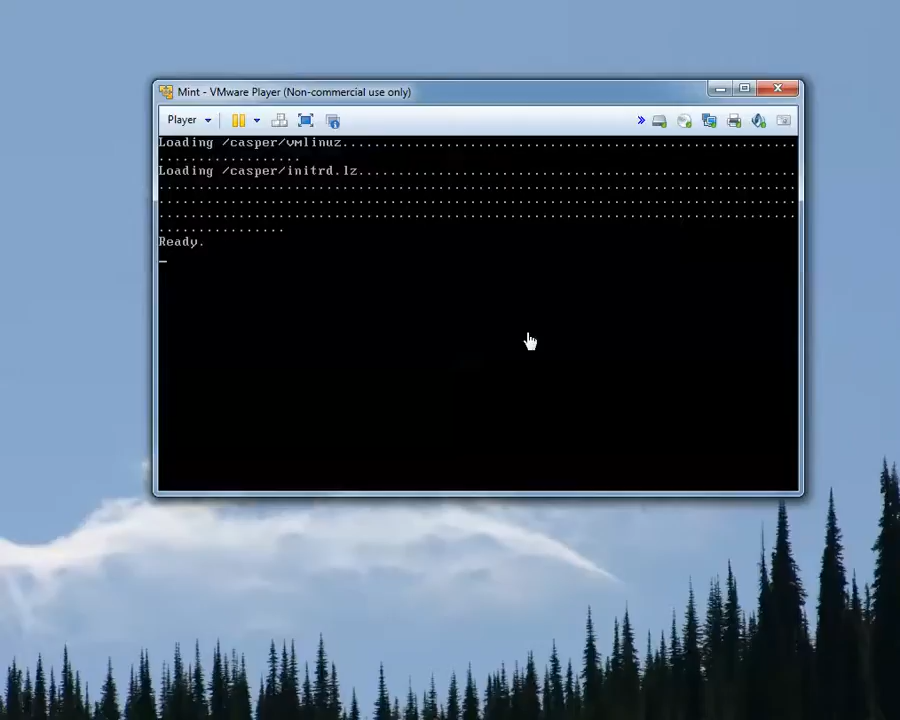 Mint - VMware Player (Non-commercial use only)
Player
Loading /casper/vmlinuz.......................................................
..................
Loading /casper/initrd.lz.....................................................
................................................................................
................................................................................
................................................................................
................
Ready.
_